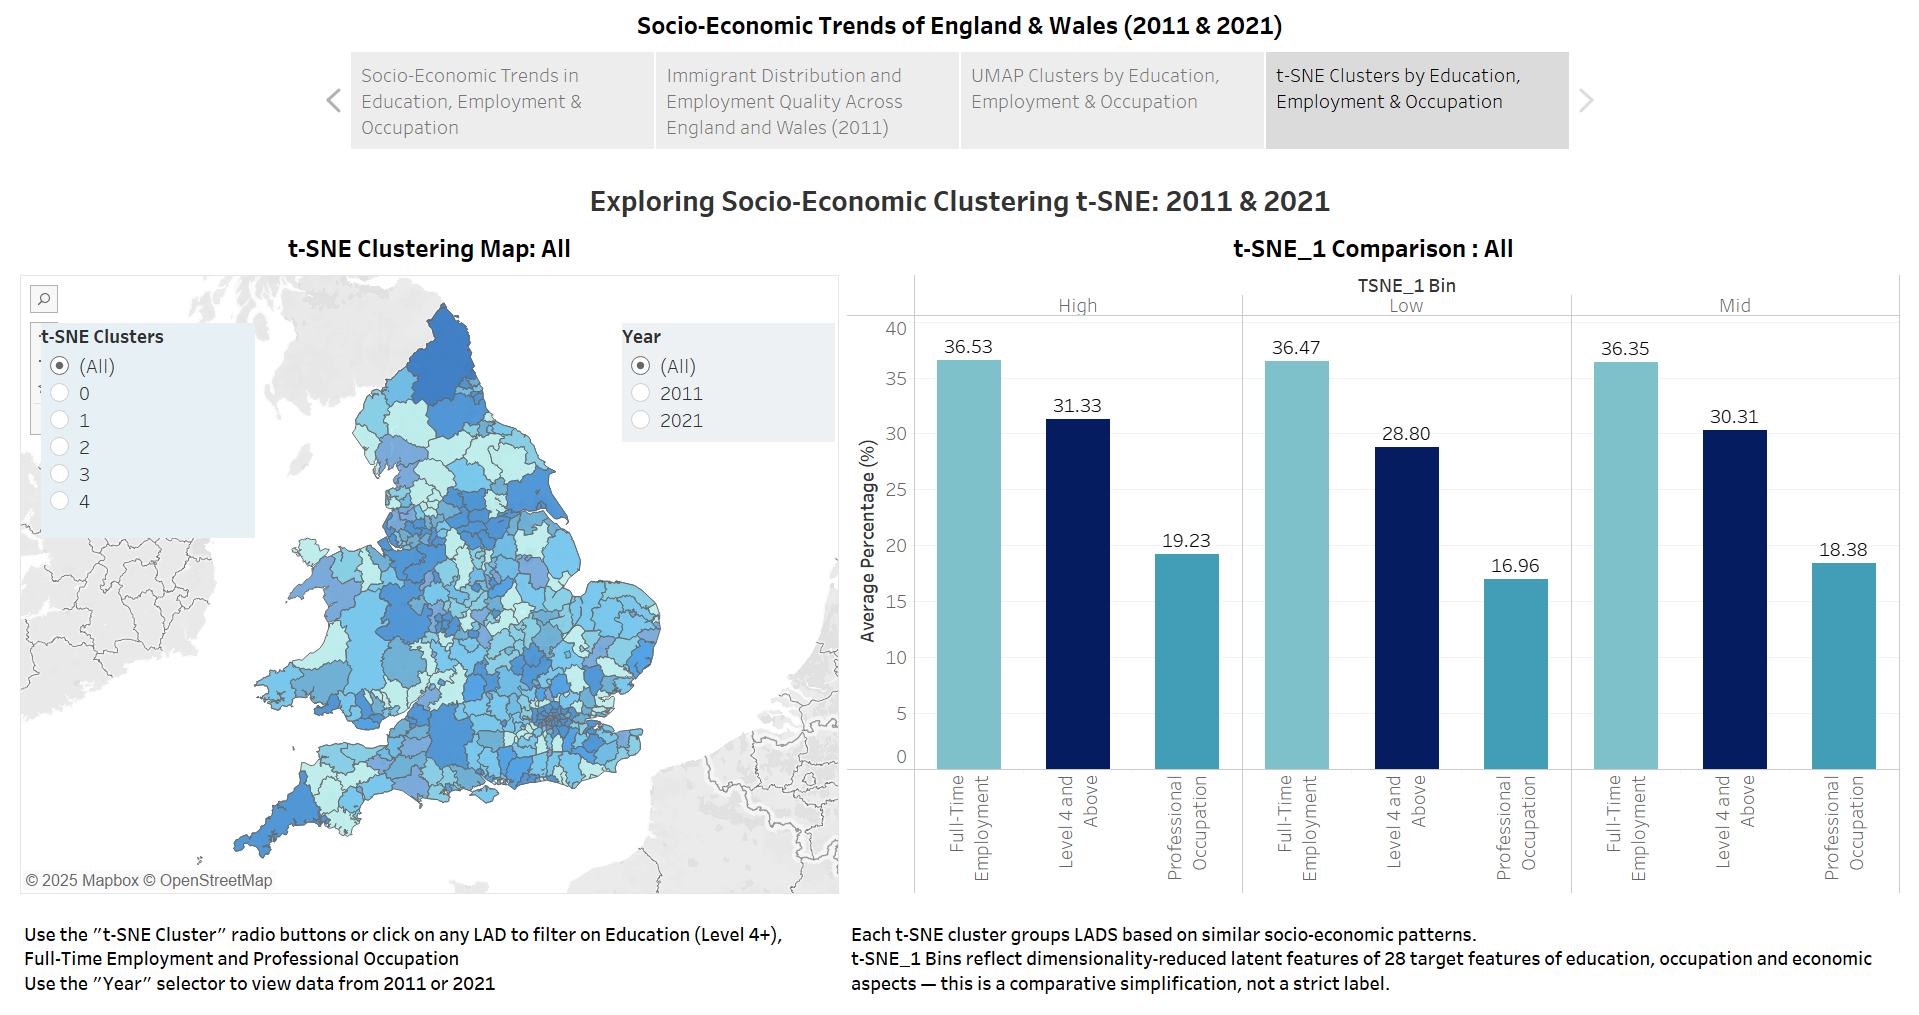 Socio-Economic Trends of England & Wales (2011 & 2021)
Socio-Economic Trends in
Education, Employment &
Occupation
Immigrant Distribution and
Employment Quality Across
England and Wales (2011)
UMAP Clusters by Education,
Employment & Occupation
t-SNE Clusters by Education,
Employment & Occupation
Exploring Socio-Economic Clustering t-SNE: 2011 & 2021
t-SNE Clustering Map: All
t-SNE Clusters
(All)
0
1
2
3
4
Year
(All)
2011
2021
© 2025 Mapbox © OpenStreetMap
t-SNE_1 Comparison : All
TSNE_1 Bin
High
Low
Mid
Average Percentage (%)
40
35
30
25
20
15
10
5
0
36.53
31.33
19.23
36.47
28.80
16.96
36.35
30.31
18.38
Full-Time
Employment
Level 4 and
Above
Professional
Occupation
Full-Time
Employment
Level 4 and
Above
Professional
Occupation
Full-Time
Employment
Level 4 and
Above
Professional
Occupation
Use the "t-SNE Cluster" radio buttons or click on any LAD to filter on Education (Level 4+),
Full-Time Employment and Professional Occupation
Use the "Year" selector to view data from 2011 or 2021
Each t-SNE cluster groups LADS based on similar socio-economic patterns.
t-SNE_1 Bins reflect dimensionality-reduced latent features of 28 target features of education, occupation and economic
aspects — this is a comparative simplification, not a strict label.